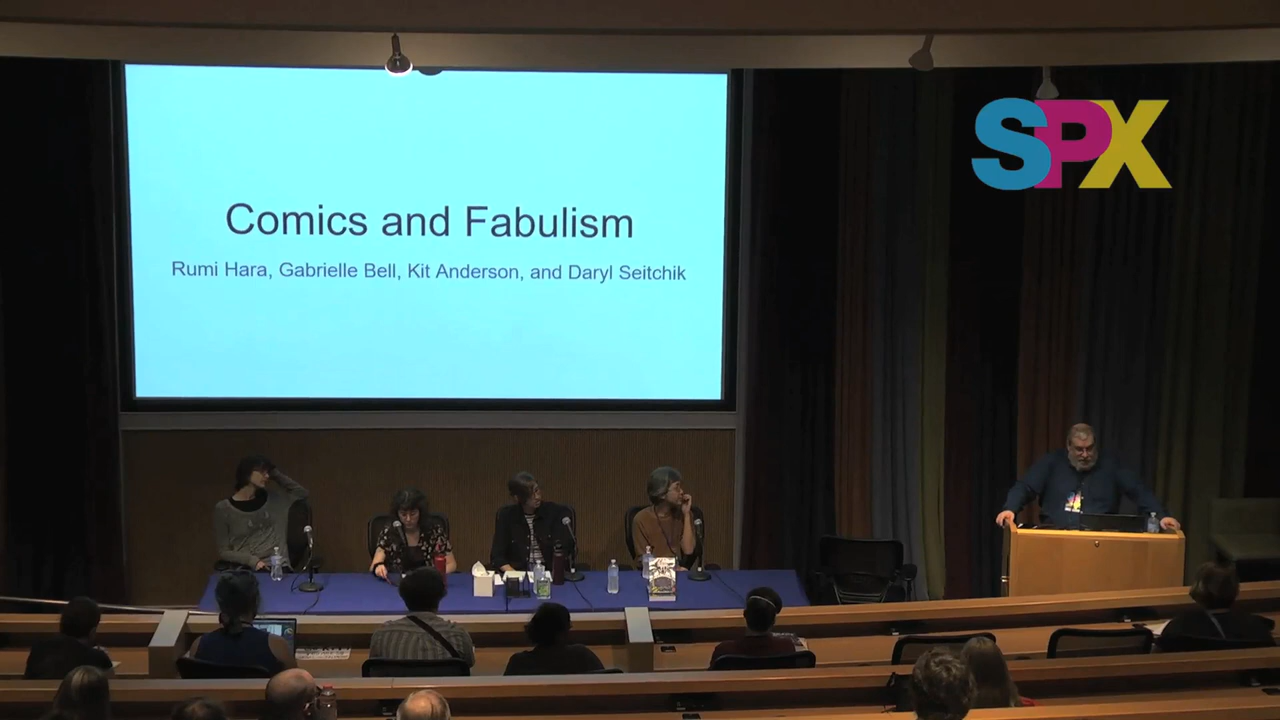 Comics and Fabulism
Rumi Hara, Gabrielle Bell, Kit Anderson, and Daryl Seitchik
SPX